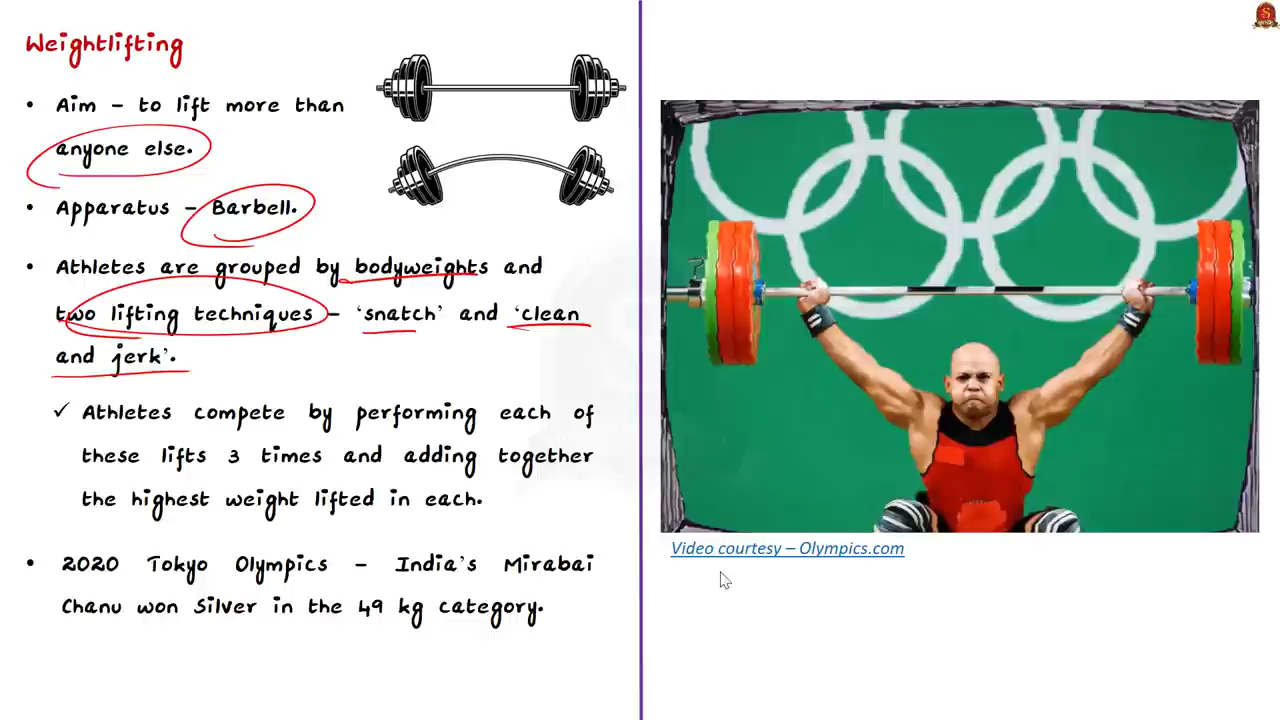 Weightlifting
• Aim – to lift more than
anyone else.
• Apparatus – Barbell.
• Athletes are grouped by bodyweights and
two lifting techniques – ‘snatch’ and ‘clean
and jerk’.
✓ Athletes compete by performing each of
these lifts 3 times and adding together
the highest weight lifted in each.
• 2020 Tokyo Olympics – India’s Mirabai
Chanu won Silver in the 49 kg category.
Video courtesy – Olympics.com